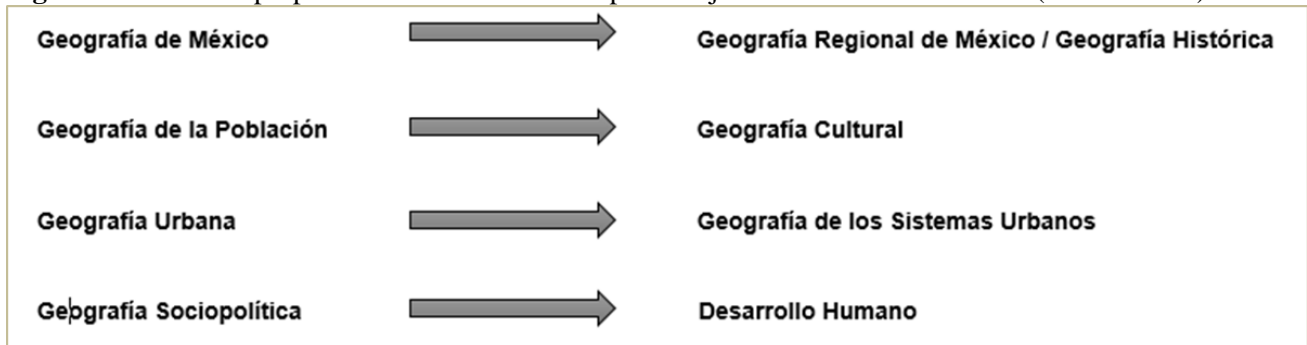 Geografía de México Geografía Regional de México / Geografía Histórica
Geografía de la Población Geografía Cultural
Geografía Urbana Geografía de los Sistemas Urbanos
Geografía Sociopolítica Desarrollo Humano